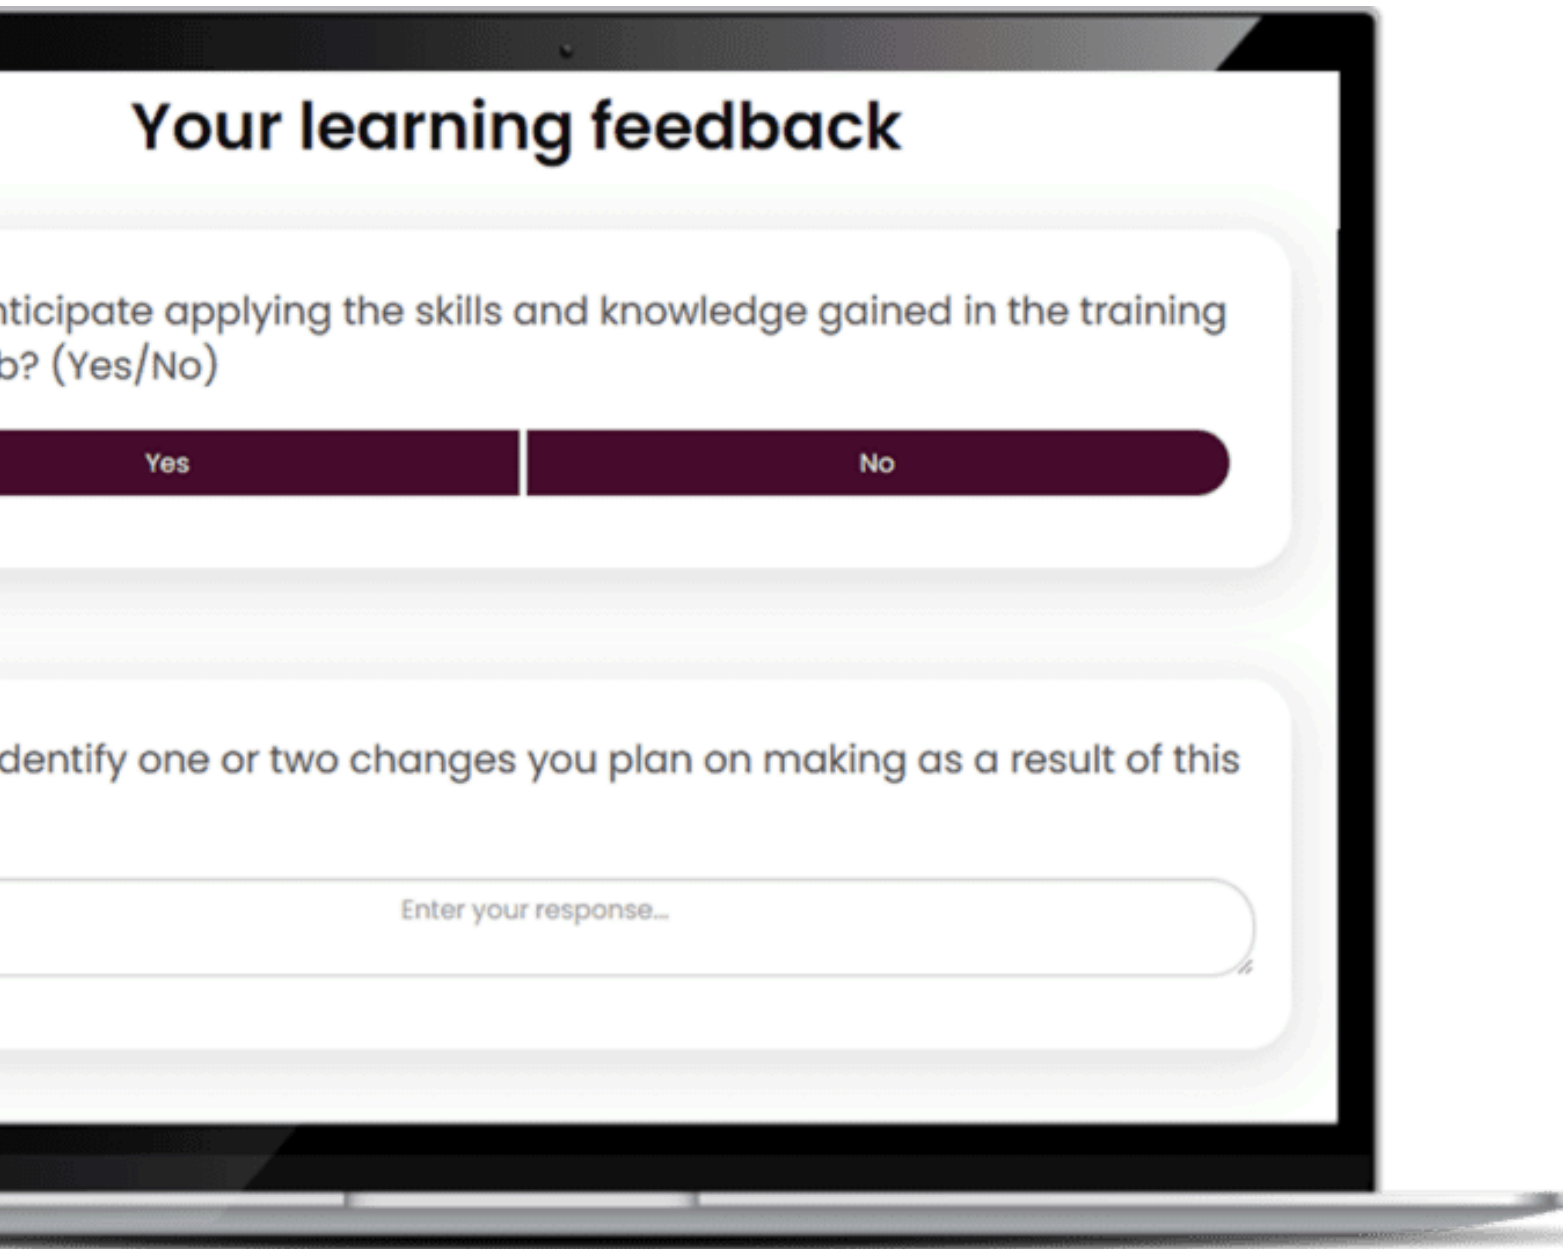 Your learning feedback
nticipate applying the skills and knowledge gained in the training
b? (Yes/No)
Yes
No
dentify one or two changes you plan on making as a result of this
Enter your response...